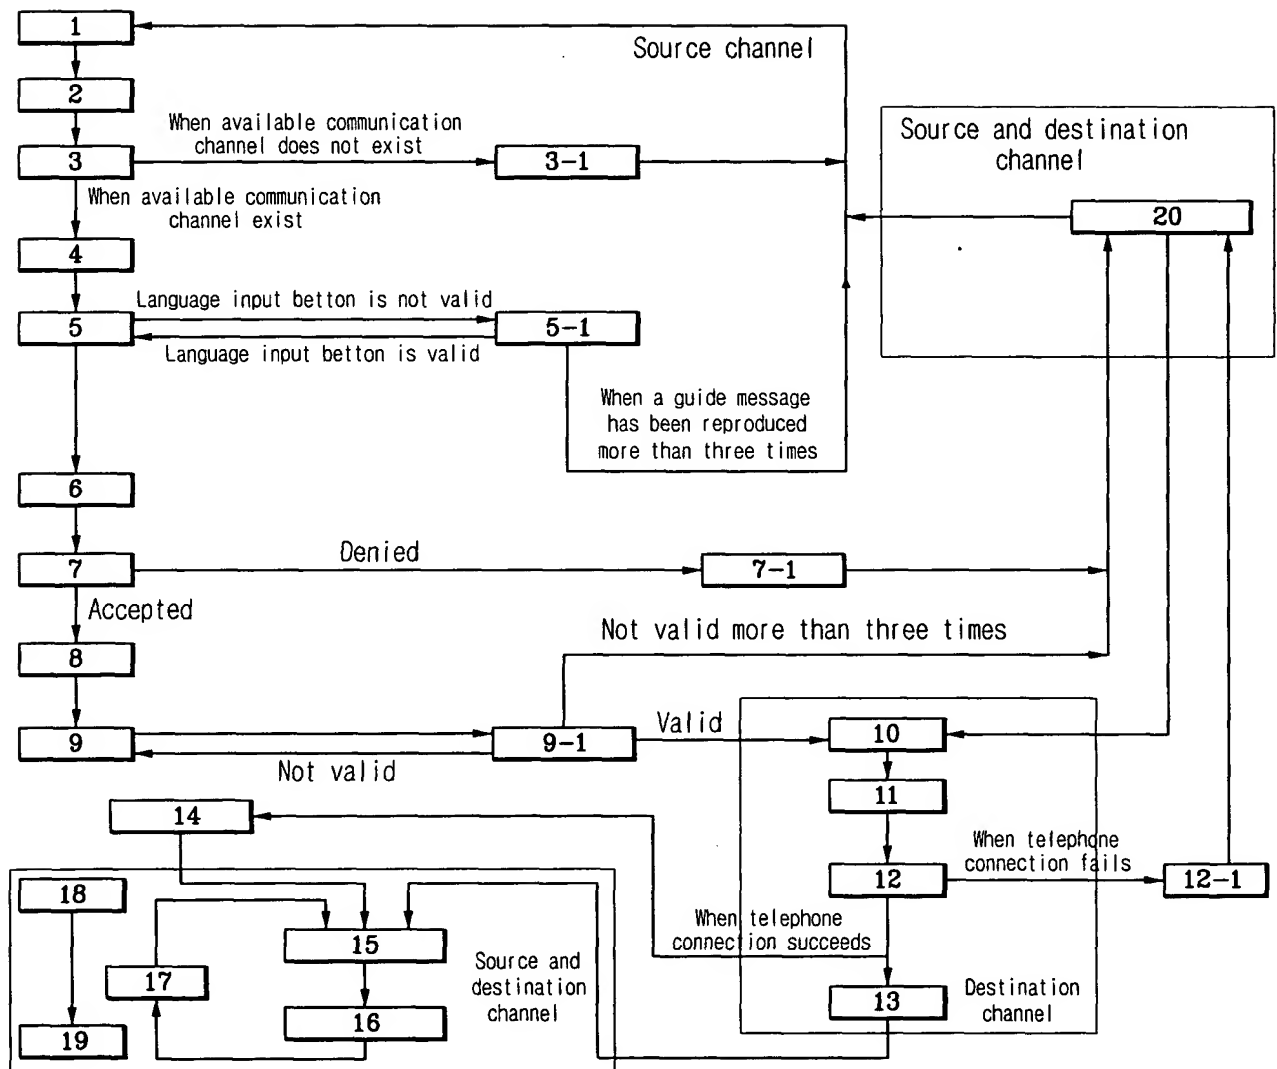 1
Source channel
2
When available communication
channel does not exist
Source and destination
channel
3
3-1
When available communication
channel exist
20
4
Language input betton is not valid
5
5-1
Language input betton is valid
When a guide message
has been reproduced
more than three times
6
Denied
7
7-1
Accepted
Not valid more than three times
8
Valid
9
9-1
10
Not valid
11
14
When telephone
connection fails
12
12-1
18
When telephone
connection succeeds
15
Source and
destination
channel
17
13
Destination
channel
16
19